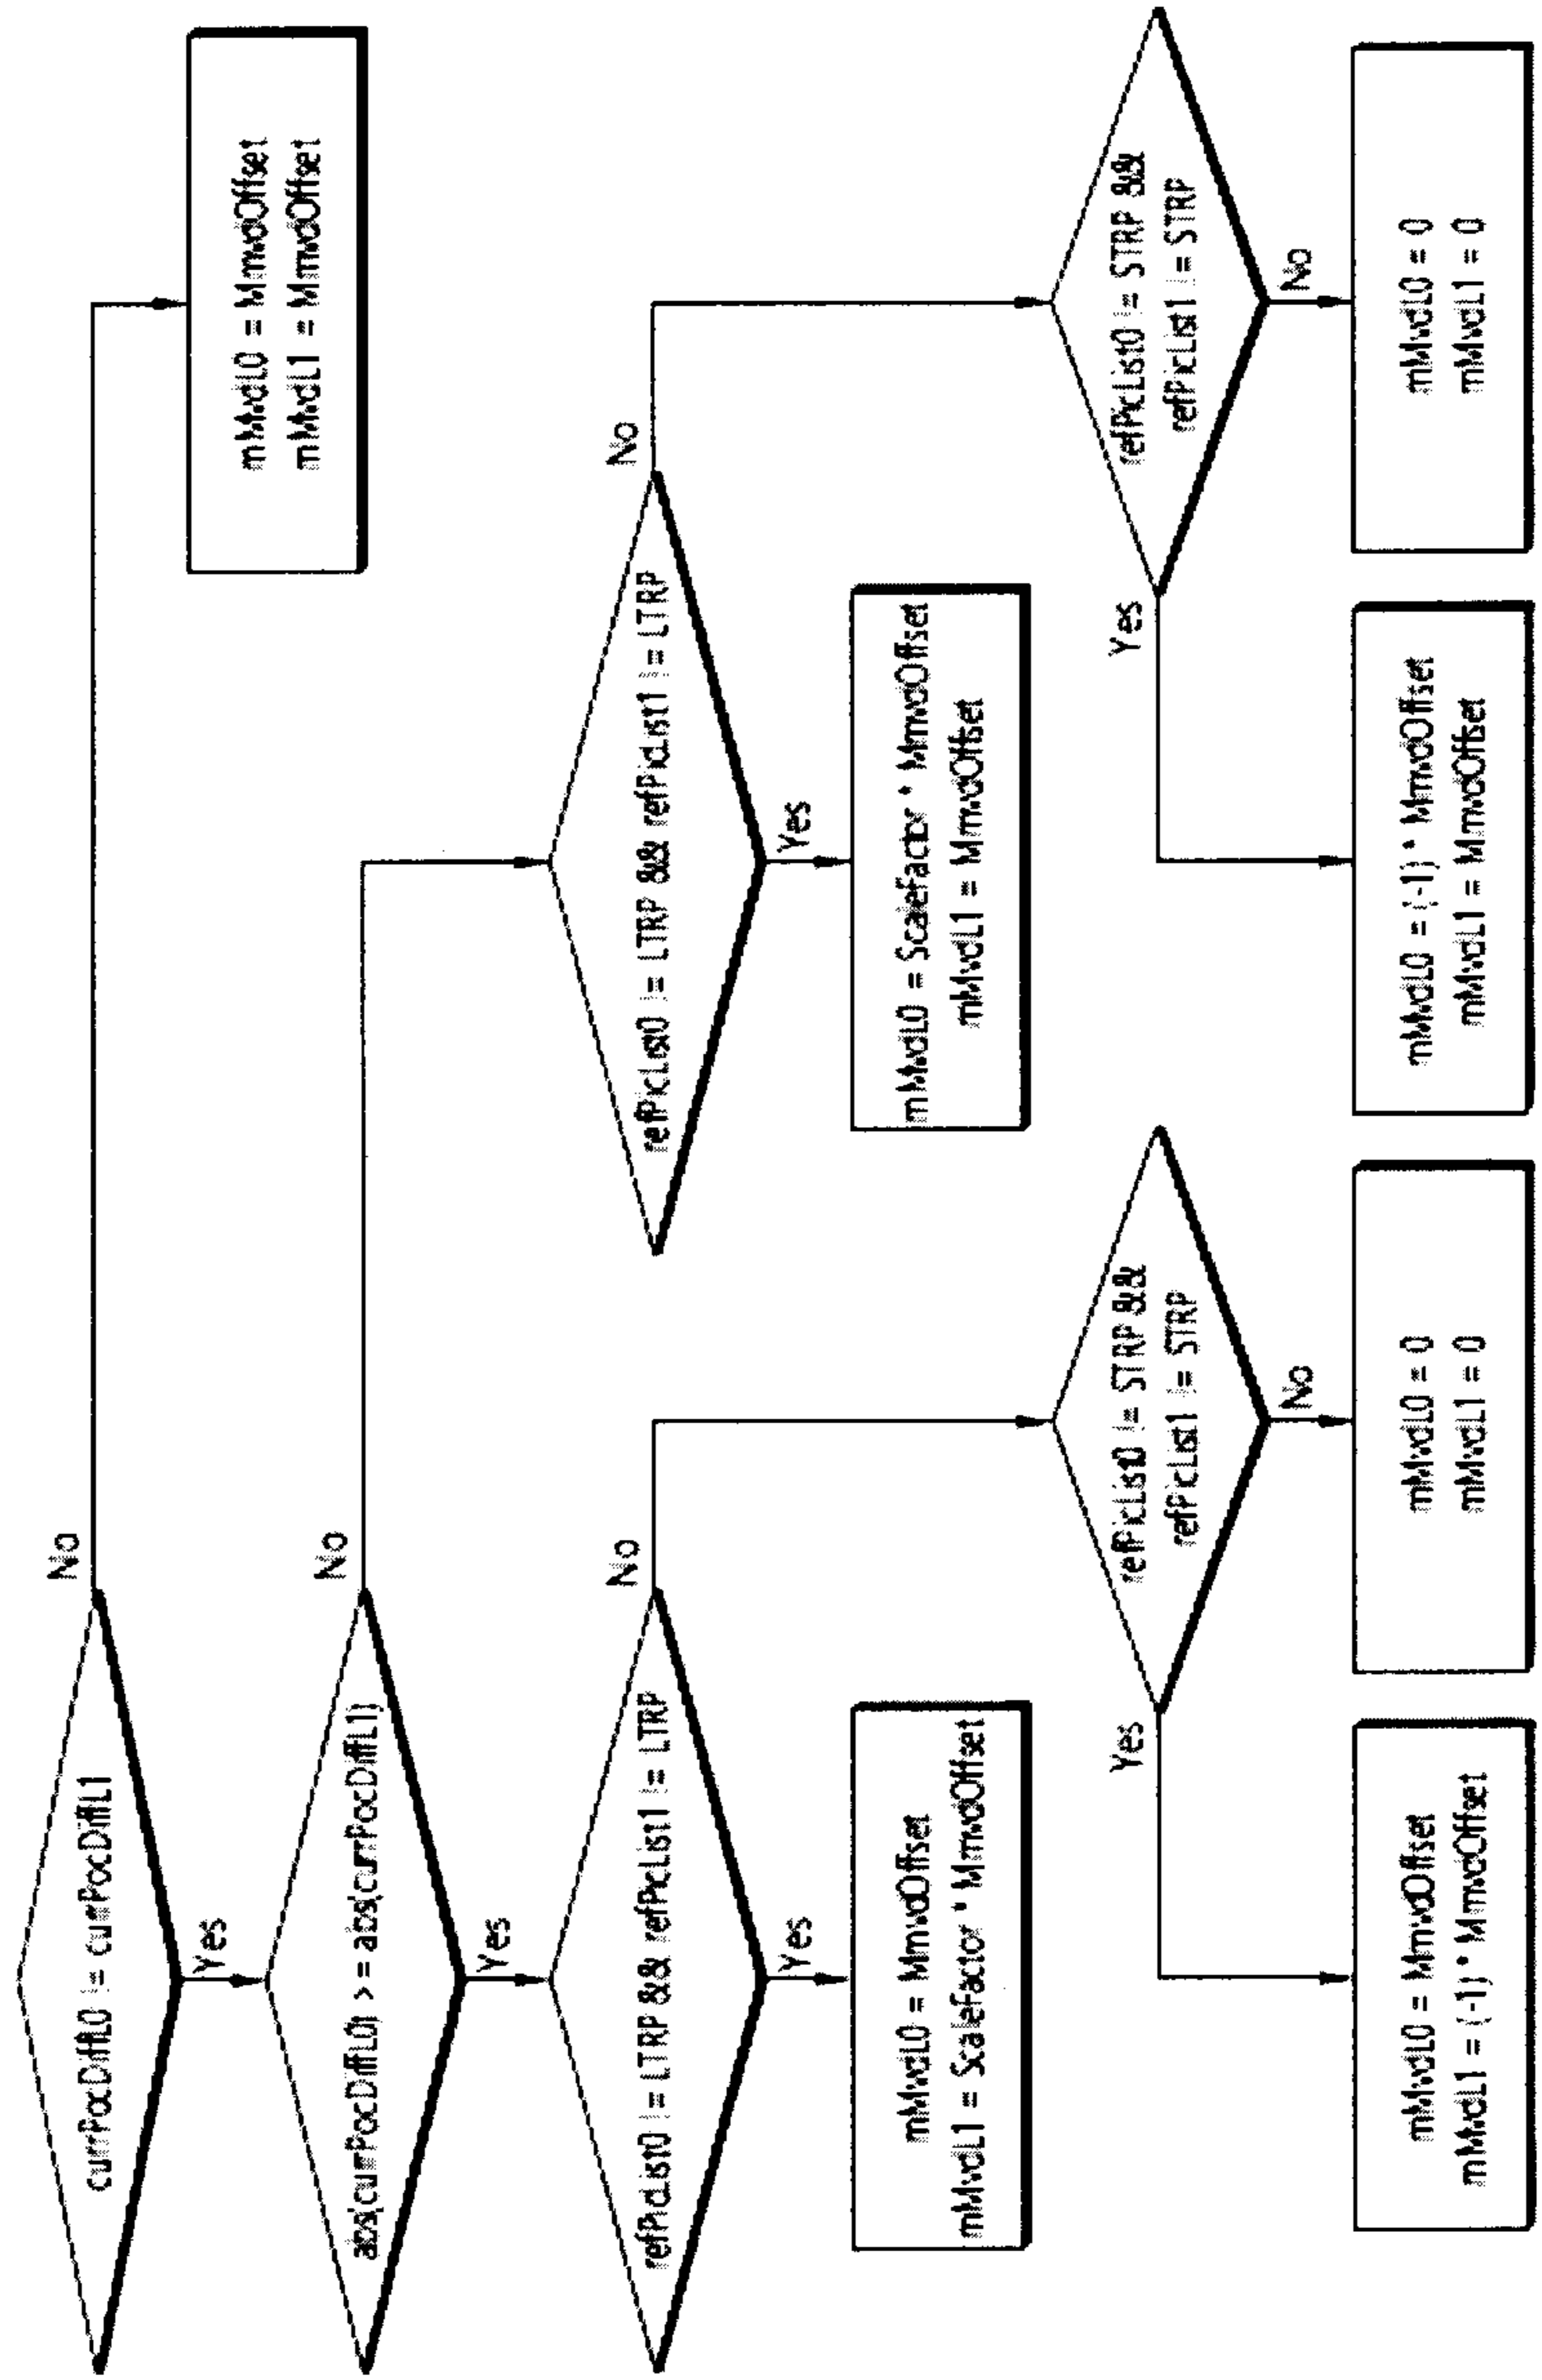 currPocDiffL0 != currPocDiffL1
No
Yes
mMvdL0 = MmvdOffset
mMvdL1 = MmvdOffset
abs(currPocDiffL0) >= abs(currPocDiffL1)
No
Yes
refPicList0 != LTRP && refPicList1 != LTRP
No
Yes
refPicList0 != LTRP && refPicList1 != LTRP
No
Yes
mMvdL0 = MmvdOffset
mMvdL1 = ScaleFactor * MmvdOffset
mMvdL0 = ScaleFactor * MmvdOffset
mMvdL1 = MmvdOffset
Yes
refPicList0 != STRP &&
refPicList1 != STRP
No
Yes
refPicList0 != STRP &&
refPicList1 != STRP
No
mMvdL0 = MmvdOffset
mMvdL1 = (-1) * MmvdOffset
mMvdL0 = 0
mMvdL1 = 0
mMvdL0 = (-1) * MmvdOffset
mMvdL1 = MmvdOffset
mMvdL0 = 0
mMvdL1 = 0